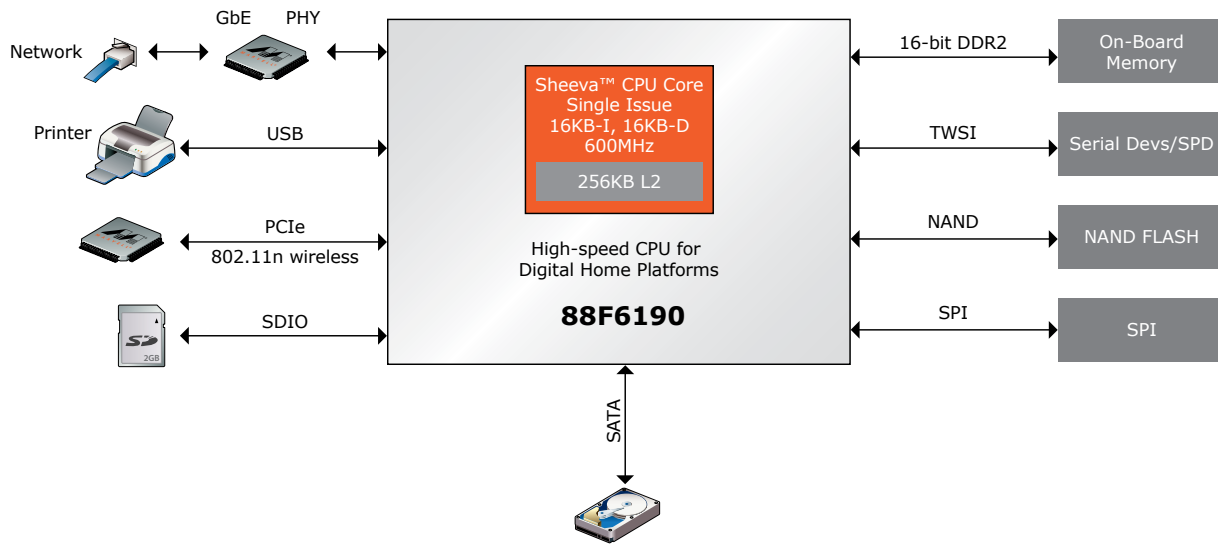 GbE PHY
Network
Printer
USB
PCIe
802.11n wireless
SDIO
2GB
Sheeva™ CPU Core
Single Issue
16KB-I, 16KB-D
600MHz
256KB L2
High-speed CPU for
Digital Home Platforms
88F6190
16-bit DDR2
On-Board
Memory
TWSI
Serial Devs/SPD
NAND
NAND FLASH
SPI
SPI
SATA